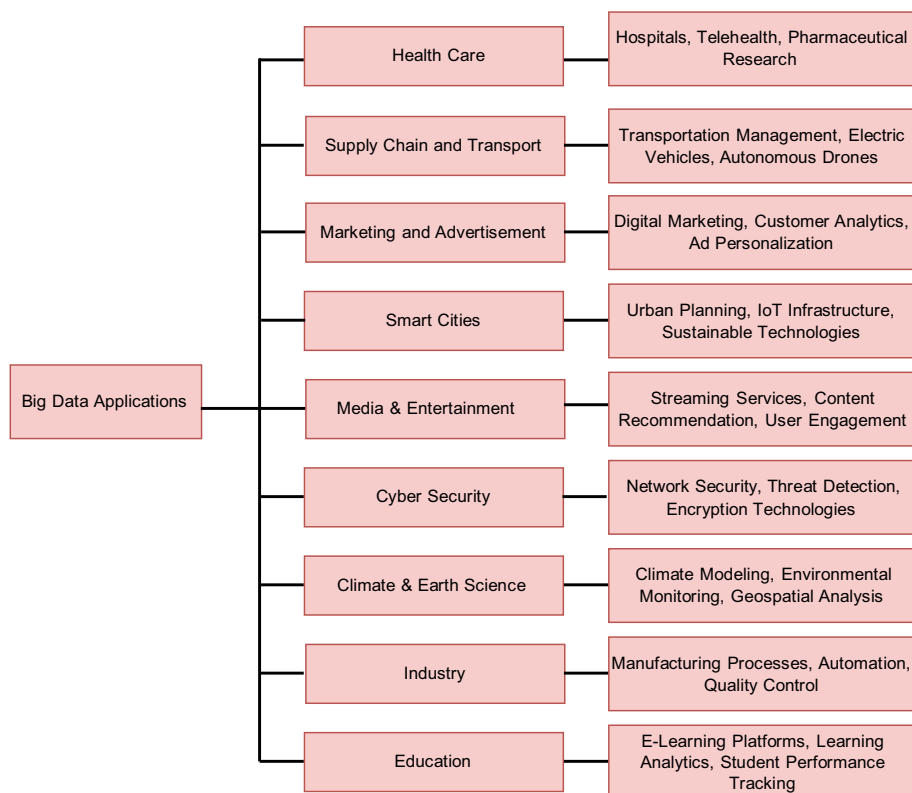 Health Care
Hospitals, Telehealth, Pharmaceutical
Research
Supply Chain and Transport
Transportation Management, Electric
Vehicles, Autonomous Drones
Marketing and Advertisement
Digital Marketing, Customer Analytics,
Ad Personalization
Smart Cities
Urban Planning, IoT Infrastructure,
Sustainable Technologies
Big Data Applications
Media & Entertainment
Streaming Services, Content
Recommendation, User Engagement
Cyber Security
Network Security, Threat Detection,
Encryption Technologies
Climate & Earth Science
Climate Modeling, Environmental
Monitoring, Geospatial Analysis
Industry
Manufacturing Processes, Automation,
Quality Control
Education
E-Learning Platforms, Learning
Analytics, Student Performance
Tracking